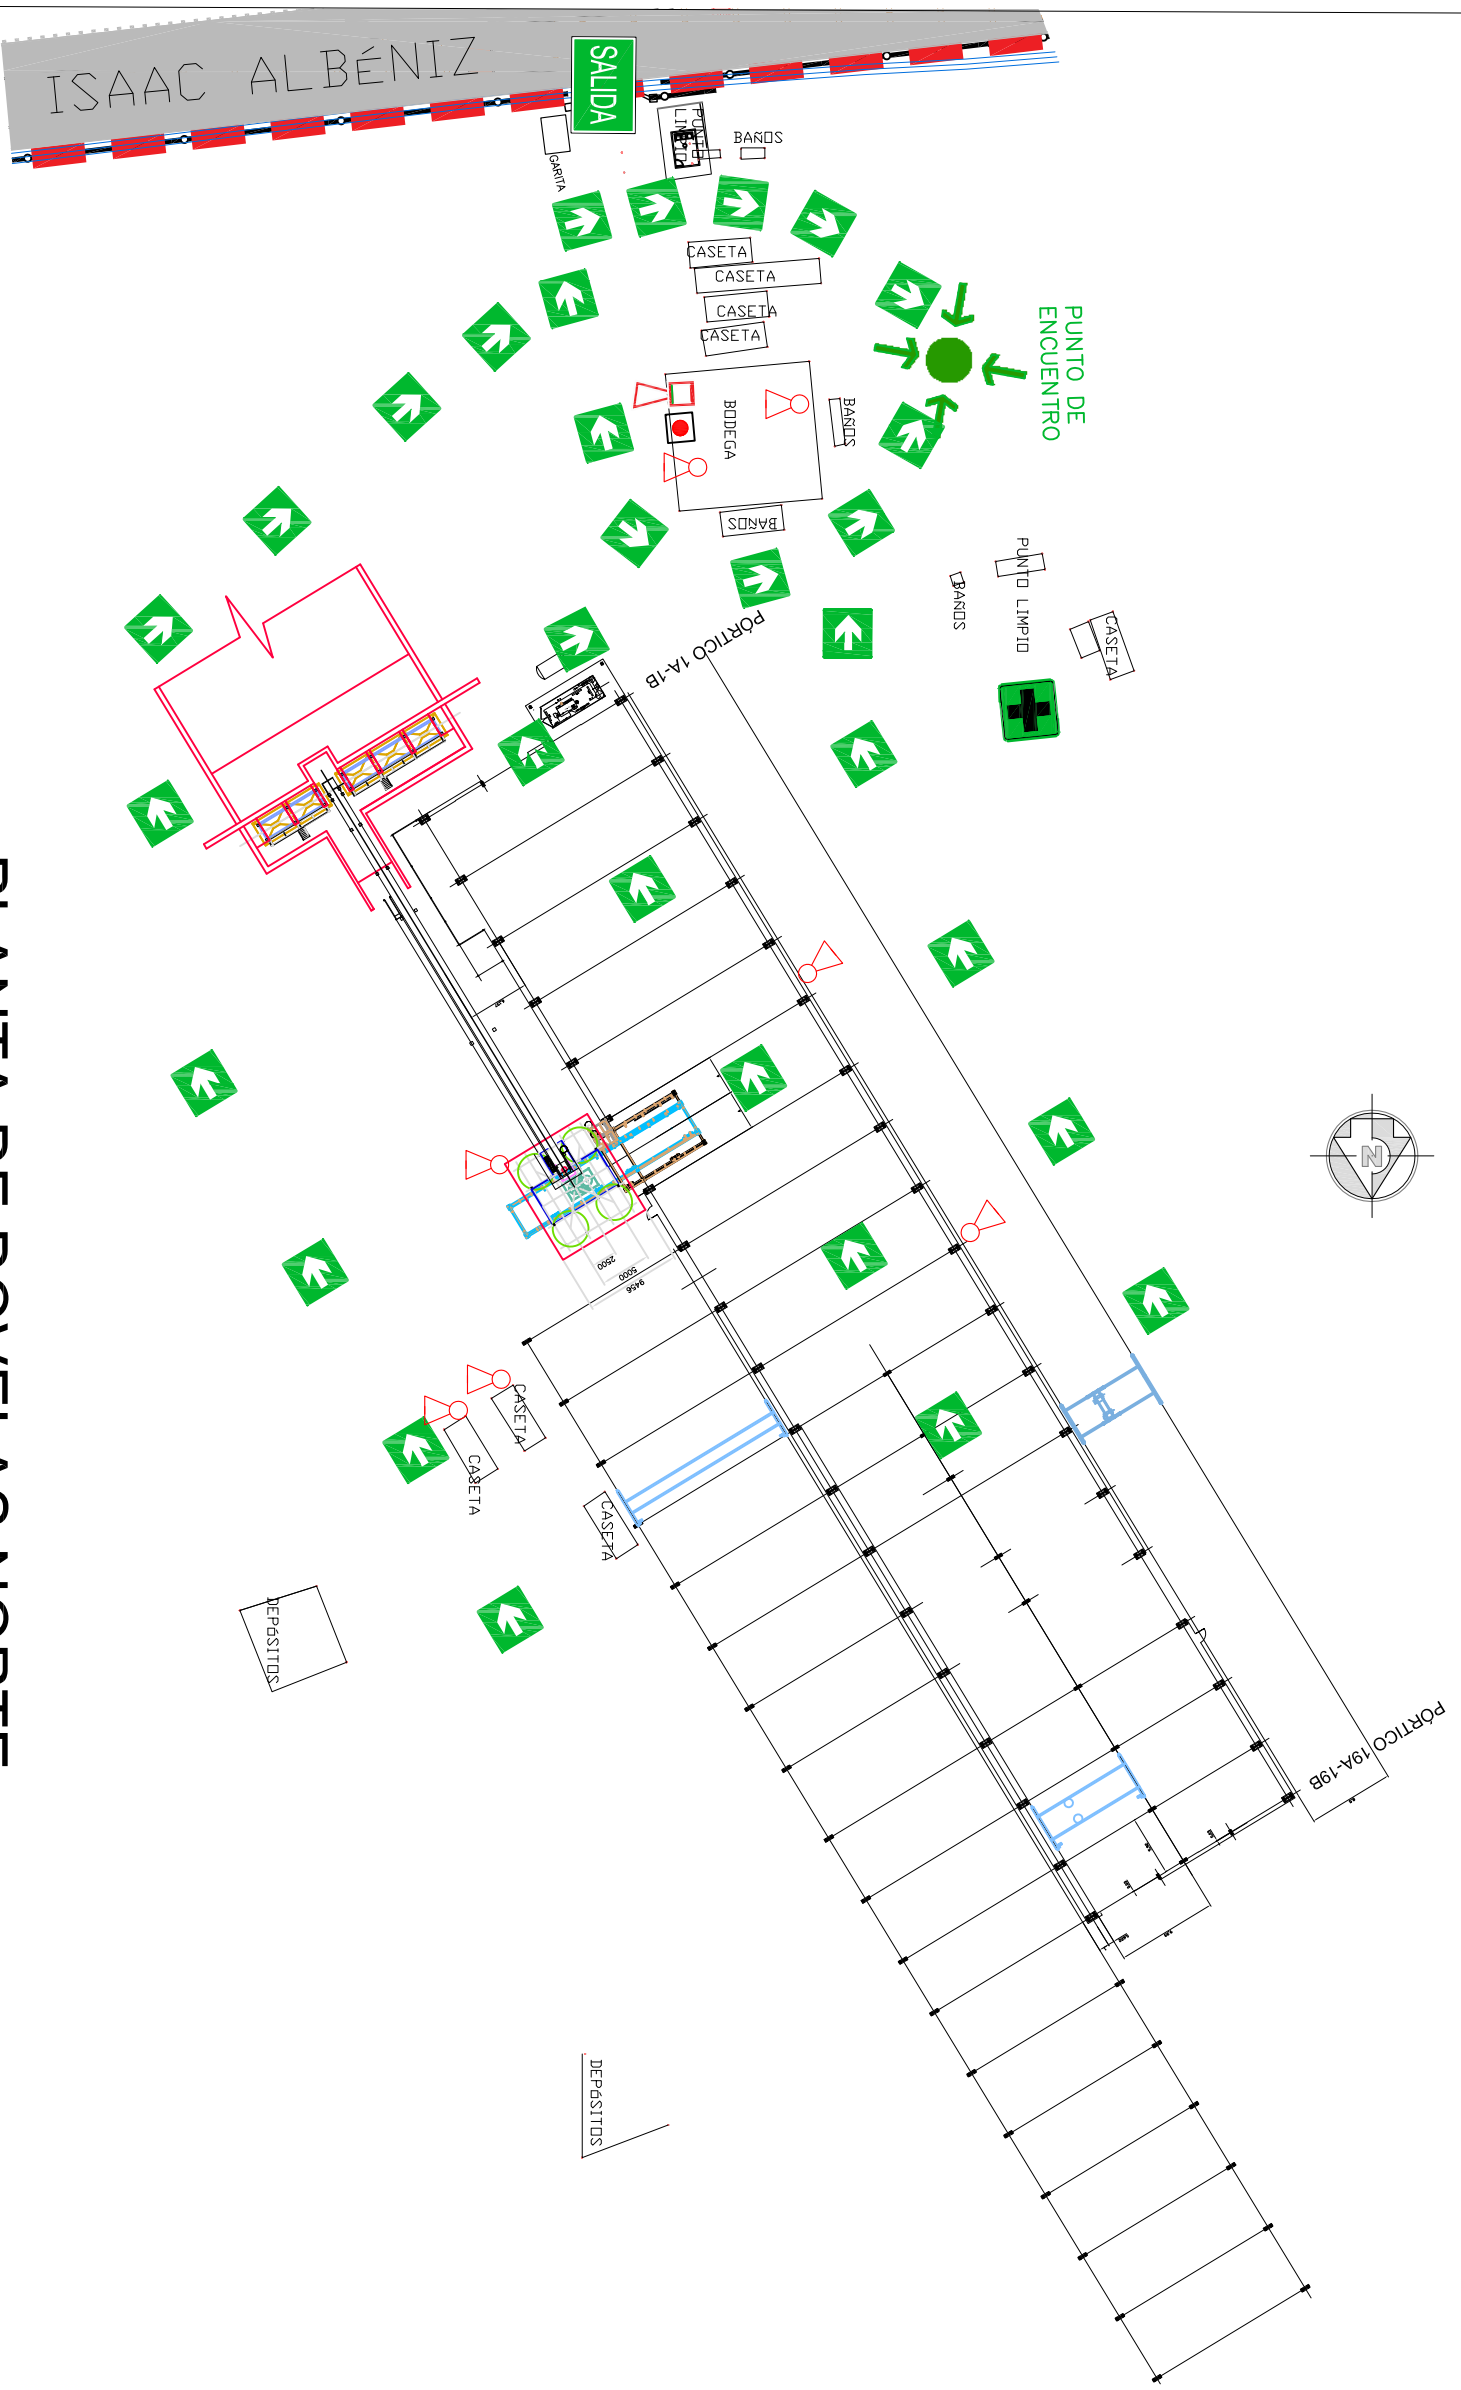 ISAAC ALBÉNIZ
SALIDA
GARITA
PUNTO
LIMPIO
BAÑOS
CASETA
CASETA
CASETA
CASETA
PUNTO DE
ENCUENTRO
BODEGA
BAÑOS
BAÑOS
PUNTO LIMPIO
BAÑOS
CASETA
PÓRTICO 1A-1B
N
2500
5000
9456
CASETA
CASETA
CASETA
DEPóSITOS
PÓRTICO 19A-19B
DEPóSITOS